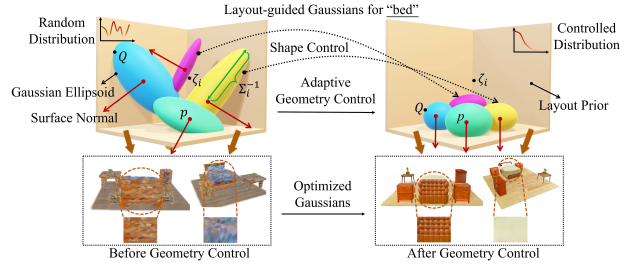 Layout-guided Gaussians for "bed"
Random
Distribution
Q
Gaussian Ellipsoid
Surface Normal
p
ζi
Σi^-1
Shape Control
Adaptive
Geometry Control
Controlled
Distribution
ζi
Layout Prior
Q
p
Optimized
Gaussians
Before Geometry Control
After Geometry Control